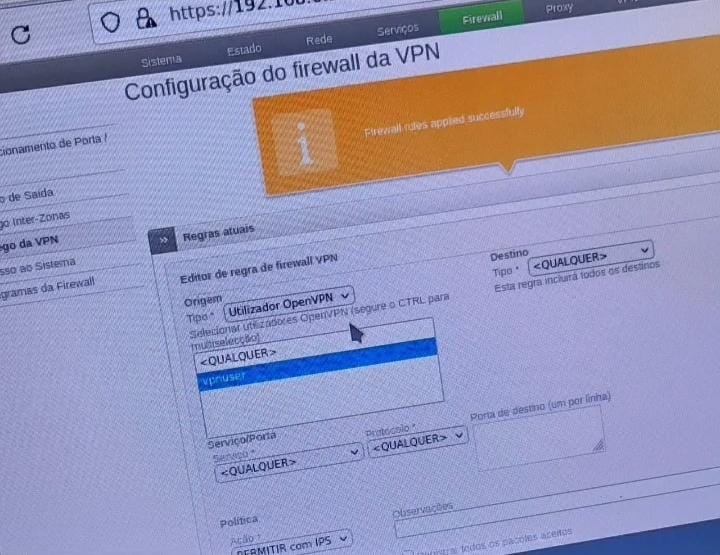 https://192.168.
Sistema
Estado
Rede
Serviços
Firewall
Proxy
Configuração do firewall da VPN
i
Firewall rules applied successfully
cionamento de Porta /
o de Saída
go Inter-Zonas
ego da VPN
sso ao Sistema
gramas da Firewall
» Regras atuais
Editor de regra de firewall VPN
Origem
Tipo * Utilizador OpenVPN
Selecionar utilizadores OpenVPN (segure o CTRL para
multiselecção)
<QUALQUER>
vpnuser
Destino
Tipo * <QUALQUER>
Esta regra incluirá todos os destinos
Serviço/Porta
Serviço *
<QUALQUER>
Protocolo *
<QUALQUER>
Porta de destino (um por linha)
Política
Ação *
PERMITIR com IPS
Observações
Registrar todos os pacotes aceitos